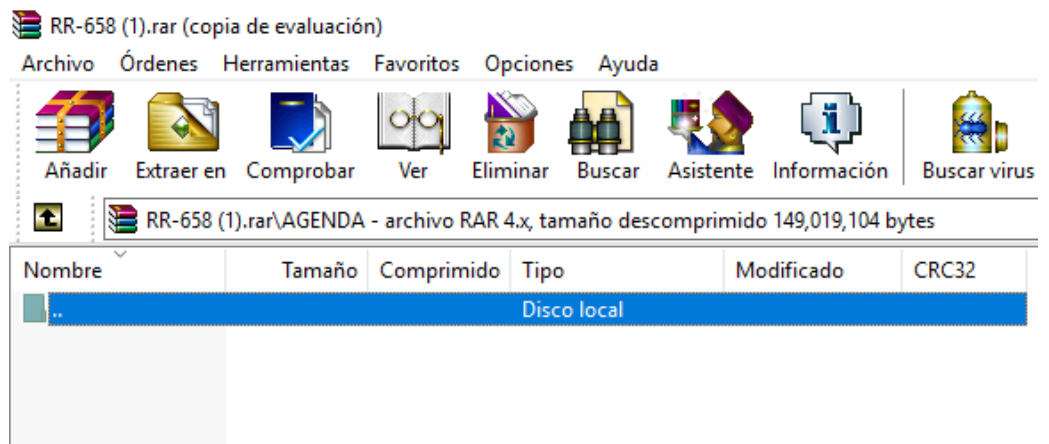 RR-658 (1).rar (copia de evaluación)
Archivo Órdenes Herramientas Favoritos Opciones Ayuda
Añadir Extraer en Comprobar Ver Eliminar Buscar Asistente Información Buscar virus
RR-658 (1).rar\AGENDA - archivo RAR 4.x, tamaño descomprimido 149,019,104 bytes
Nombre Tamaño Comprimido Tipo Modificado CRC32
.. Disco local